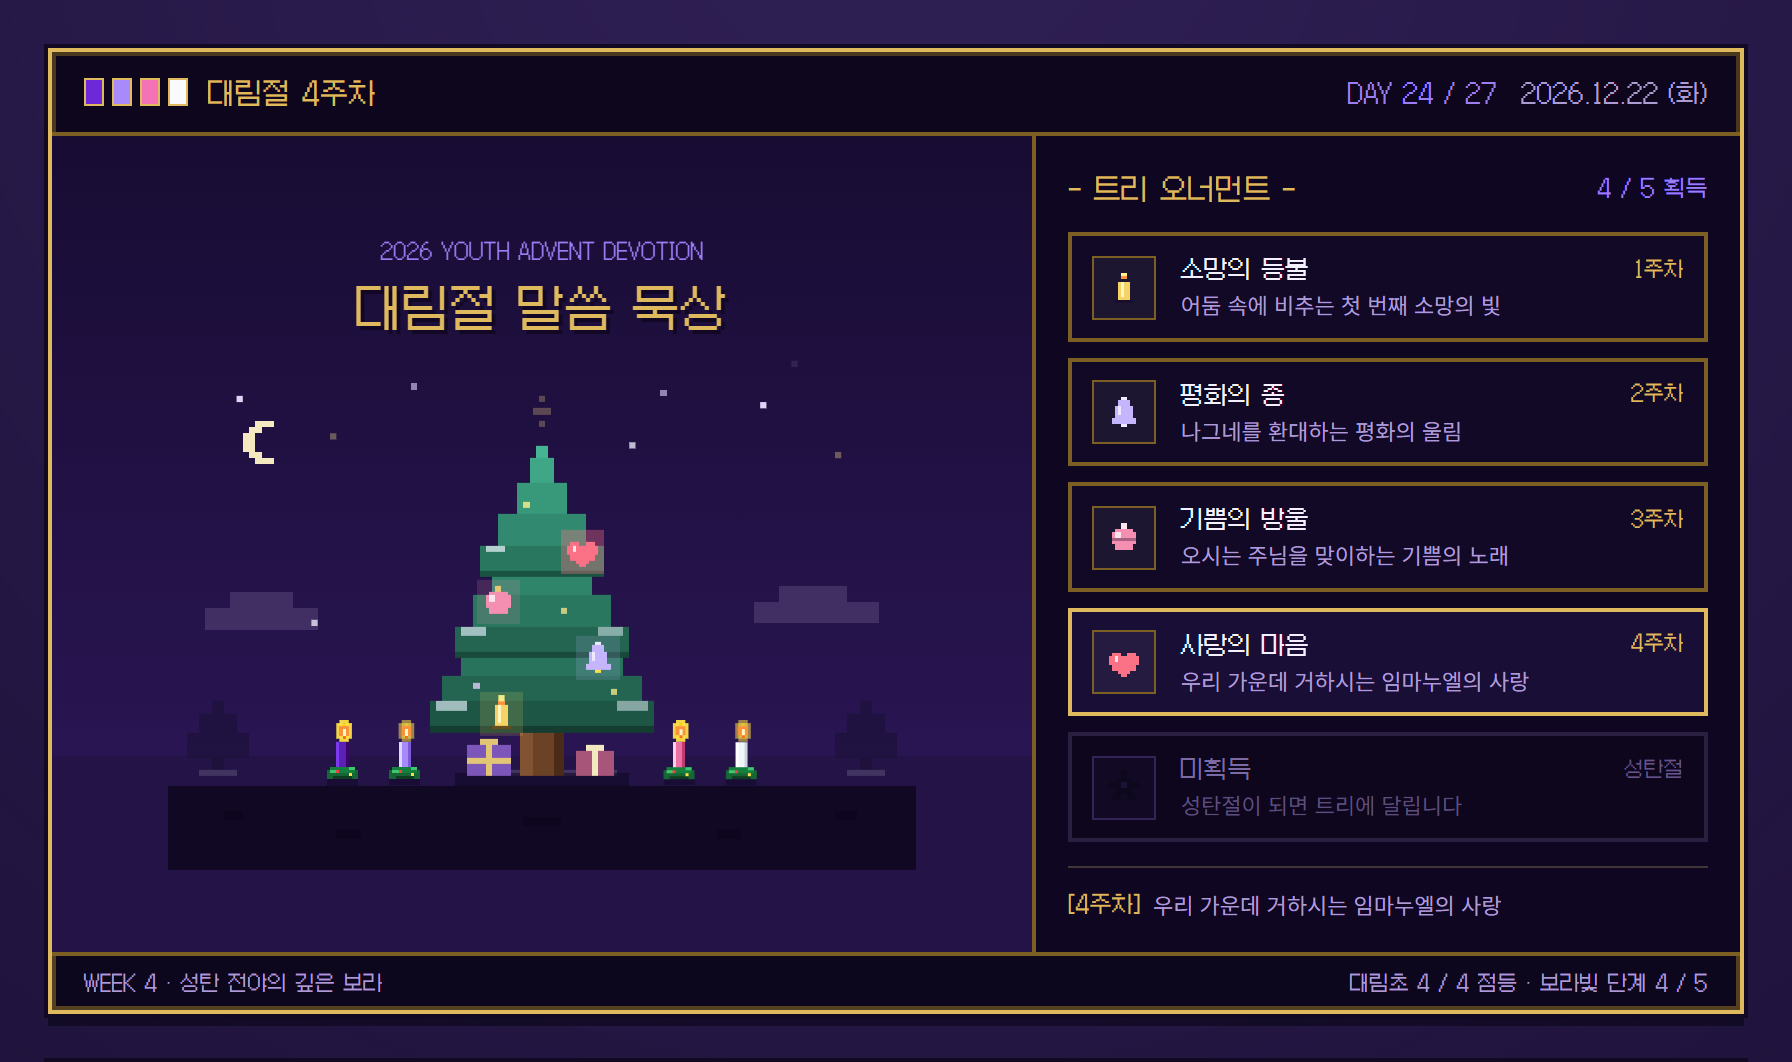 대림절 4주차
DAY 24 / 27 2026.12.22 (화)
2026 YOUTH ADVENT DEVOTION
대림절 말씀 묵상
- 트리 오너먼트 -
4 / 5 획득
소망의 등불
1주차
어둠 속에 비추는 첫 번째 소망의 빛
평화의 종
2주차
나그네를 환대하는 평화의 울림
기쁨의 방울
3주차
오시는 주님을 맞이하는 기쁨의 노래
사랑의 마음
4주차
우리 가운데 거하시는 임마누엘의 사랑
미획득
성탄절
성탄절이 되면 트리에 달립니다
[4주차] 우리 가운데 거하시는 임마누엘의 사랑
WEEK 4 · 성탄 전야의 깊은 보라
대림초 4 / 4 점등 · 보라빛 단계 4 / 5